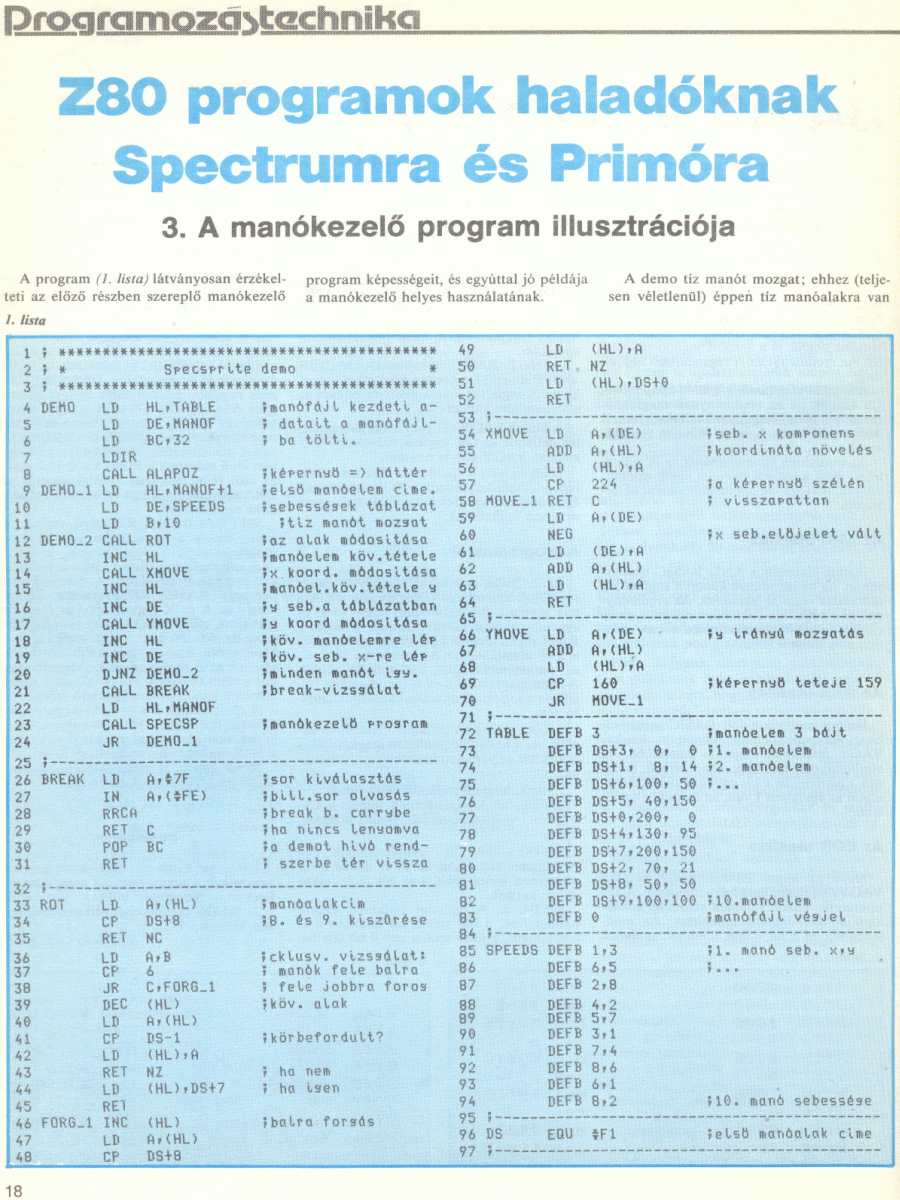 Programozástechnika
Z80 programok haladóknak
Spectrumra és Primóra
3. A manókezelő program illusztrációja
A program (1. lista) látványosan érzékel-
teti az előző részben szereplő manókezelő
program képességeit, és egyúttal jó példája
a manókezelő helyes használatának.
A demo tíz manót mozgat; ehhez (telje-
sen véletlenül) éppen tíz manóalakra van
1. lista
1 ; *******************************************
2 ; * Specsprite demo *
3 ; *******************************************
4 DEMO LD HL,TABLE ;manófájl kezdeti a-
5 LD DE,MANOF ; datait a manófájl-
6 LD BC,32 ; ba tölti.
7 LDIR
8 CALL ALAPOZ ;képernyö => háttér
9 DEMO_1 LD HL,MANOF+1 ;elsö manóelem cime.
10 LD DE,SPEEDS ;sebességek táblázat
11 LD B,10 ;tiz manót mozgat
12 DEMO_2 CALL ROT ;az alak módositása
13 INC HL ;manóelem köv.tétele
14 CALL XMOVE ;x koord. módositása
15 INC HL ;manóel.köv.tétele y
16 INC DE ;y seb.a táblázatban
17 CALL YMOVE ;y koord módositása
18 INC HL ;köv. manóelemre lép
19 INC DE ;köv. seb. x-re lép
20 DJNZ DEMO_2 ;minden manót igy.
21 CALL BREAK ;break-vizsgálat
22 LD HL,MANOF
23 CALL SPECSP ;manókezelö program
24 JR DEMO_1
25 ;--------------------------------------------
26 BREAK LD A,$7F ;sor kiválasztás
27 IN A,($FE) ;bill.sor olvasás
28 RRCA ;break b. carrybe
29 RET C ;ha nincs lenyomva
30 POP BC ;a demot hivó rend-
31 RET ; szerbe tér vissza
32 ;--------------------------------------------
33 ROT LD A,(HL) ;manóalakcim
34 CP DS+8 ;8. és 9. kiszürése
35 RET NC
36 LD A,B ;cklusv. vizsgálat:
37 CP 6 ; manók fele balra
38 JR C,FORG_1 ; fele jobbra forog
39 DEC (HL) ;köv. alak
40 LD A,(HL)
41 CP DS-1 ;körbefordult?
42 LD (HL),A
43 RET NZ ; ha nem
44 LD (HL),DS+7 ; ha igen
45 RET
46 FORG_1 INC (HL) ;balra forgás
47 LD A,(HL)
48 CP DS+8
49 LD (HL),A
50 RET NZ
51 LD (HL),DS+0
52 RET
53 ;--------------------------------------------
54 XMOVE LD A,(DE) ;seb. x komponens
55 ADD A,(HL) ;koordináta növelés
56 LD (HL),A
57 CP 224 ;a képernyö szélén
58 MOVE_1 RET C ; visszapattan
59 LD A,(DE)
60 NEG ;x seb.elöjelet vált
61 LD (DE),A
62 ADD A,(HL)
63 LD (HL),A
64 RET
65 ;--------------------------------------------
66 YMOVE LD A,(DE) ;y irányú mozgatás
67 ADD A,(HL)
68 LD (HL),A
69 CP 160 ;képernyö teteje 159
70 JR MOVE_1
71 ;--------------------------------------------
72 TABLE DEFB 3 ;manóelem 3 bájt
73 DEFB DS+3, 0, 0 ;1. manóelem
74 DEFB DS+1, 8, 14 ;2. manóelem
75 DEFB DS+6,100, 50 ;...
76 DEFB DS+5, 40,150
77 DEFB DS+0,200, 0
78 DEFB DS+4,130, 95
79 DEFB DS+7,200,150
80 DEFB DS+2, 70, 21
81 DEFB DS+8, 50, 50
82 DEFB DS+9,100,100 ;10.manóelem
83 DEFB 0 ;manófájl végjel
84 ;--------------------------------------------
85 SPEEDS DEFB 1,3 ;1. manó seb. x,y
86 DEFB 6,5 ;...
87 DEFB 2,8
88 DEFB 4,2
89 DEFB 5,7
90 DEFB 3,1
91 DEFB 7,4
92 DEFB 8,6
93 DEFB 6,1
94 DEFB 8,2 ;10. manó sebessége
95 ;--------------------------------------------
96 DS EQU $F1 ;elsö manóalak cime
97 ;--------------------------------------------
18